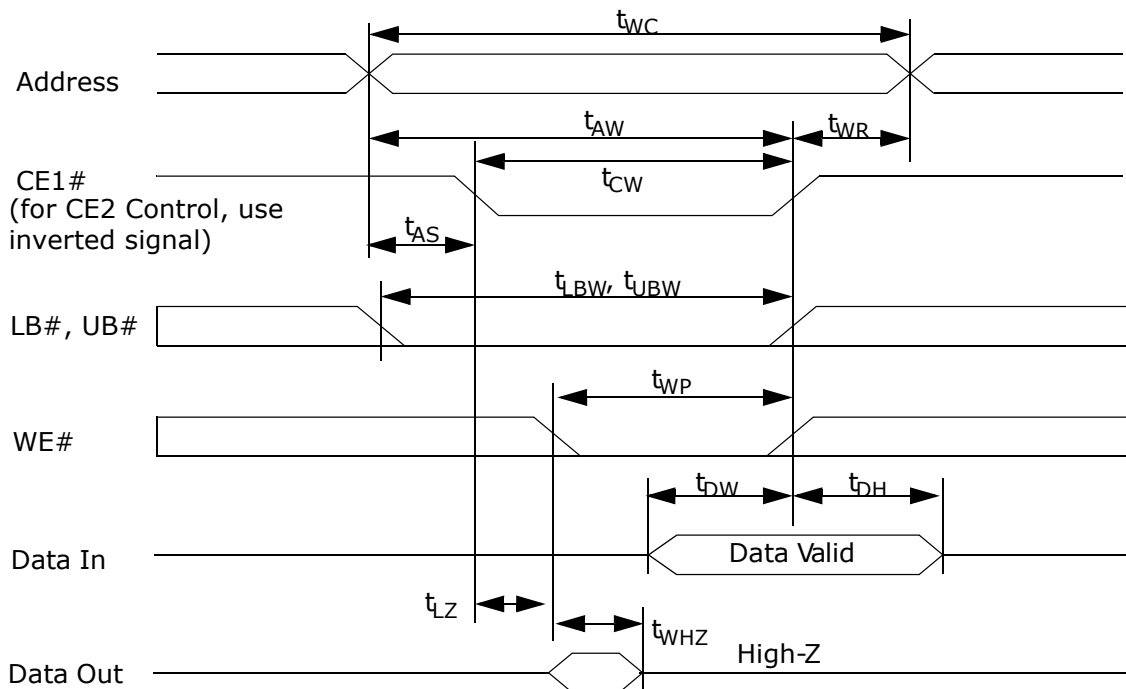 tWC
Address
tAW
tWR
CE1#
(for CE2 Control, use
inverted signal)
tCW
tAS
tLBW, tUBW
LB#, UB#
tWP
WE#
tDW
tDH
Data In
Data Valid
tLZ
tWHZ
High-Z
Data Out